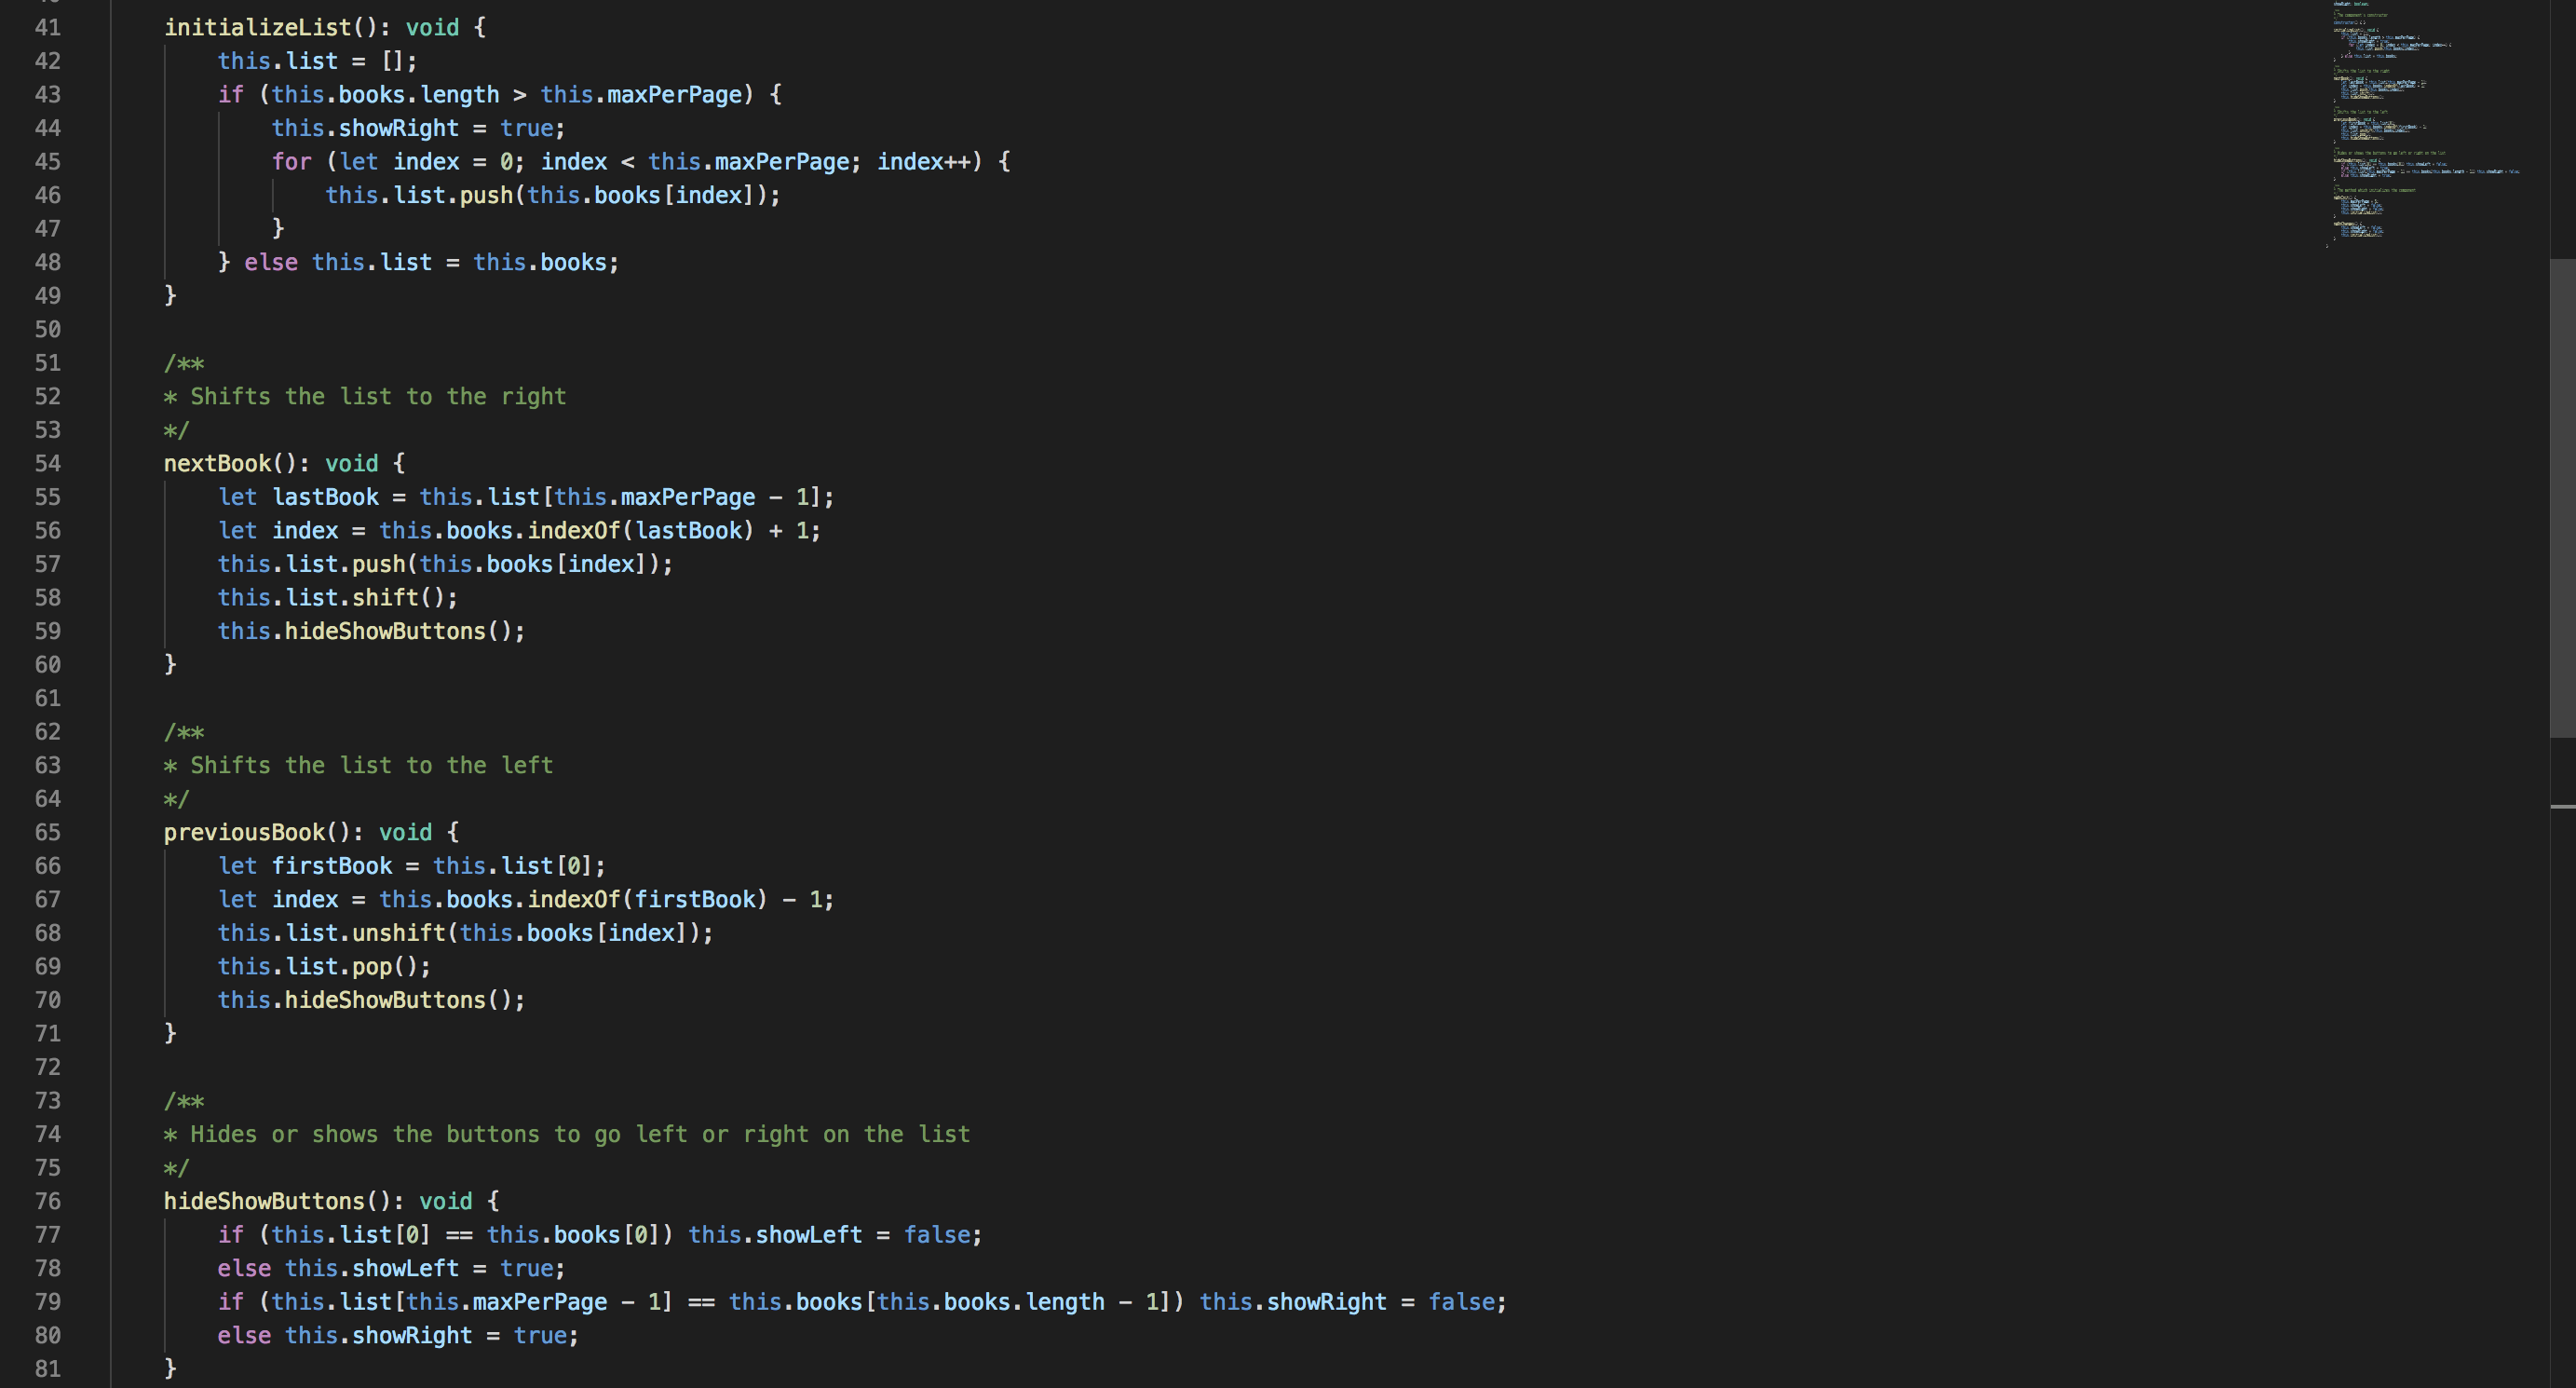 41 initializeList(): void {
42 this.list = [];
43 if (this.books.length > this.maxPerPage) {
44 this.showRight = true;
45 for (let index = 0; index < this.maxPerPage; index++) {
46 this.list.push(this.books[index]);
47 }
48 } else this.list = this.books;
49 }
50
51 /**
52 * Shifts the list to the right
53 */
54 nextBook(): void {
55 let lastBook = this.list[this.maxPerPage - 1];
56 let index = this.books.indexOf(lastBook) + 1;
57 this.list.push(this.books[index]);
58 this.list.shift();
59 this.hideShowButtons();
60 }
61
62 /**
63 * Shifts the list to the left
64 */
65 previousBook(): void {
66 let firstBook = this.list[0];
67 let index = this.books.indexOf(firstBook) - 1;
68 this.list.unshift(this.books[index]);
69 this.list.pop();
70 this.hideShowButtons();
71 }
72
73 /**
74 * Hides or shows the buttons to go left or right on the list
75 */
76 hideShowButtons(): void {
77 if (this.list[0] == this.books[0]) this.showLeft = false;
78 else this.showLeft = true;
79 if (this.list[this.maxPerPage - 1] == this.books[this.books.length - 1]) this.showRight = false;
80 else this.showRight = true;
81 }